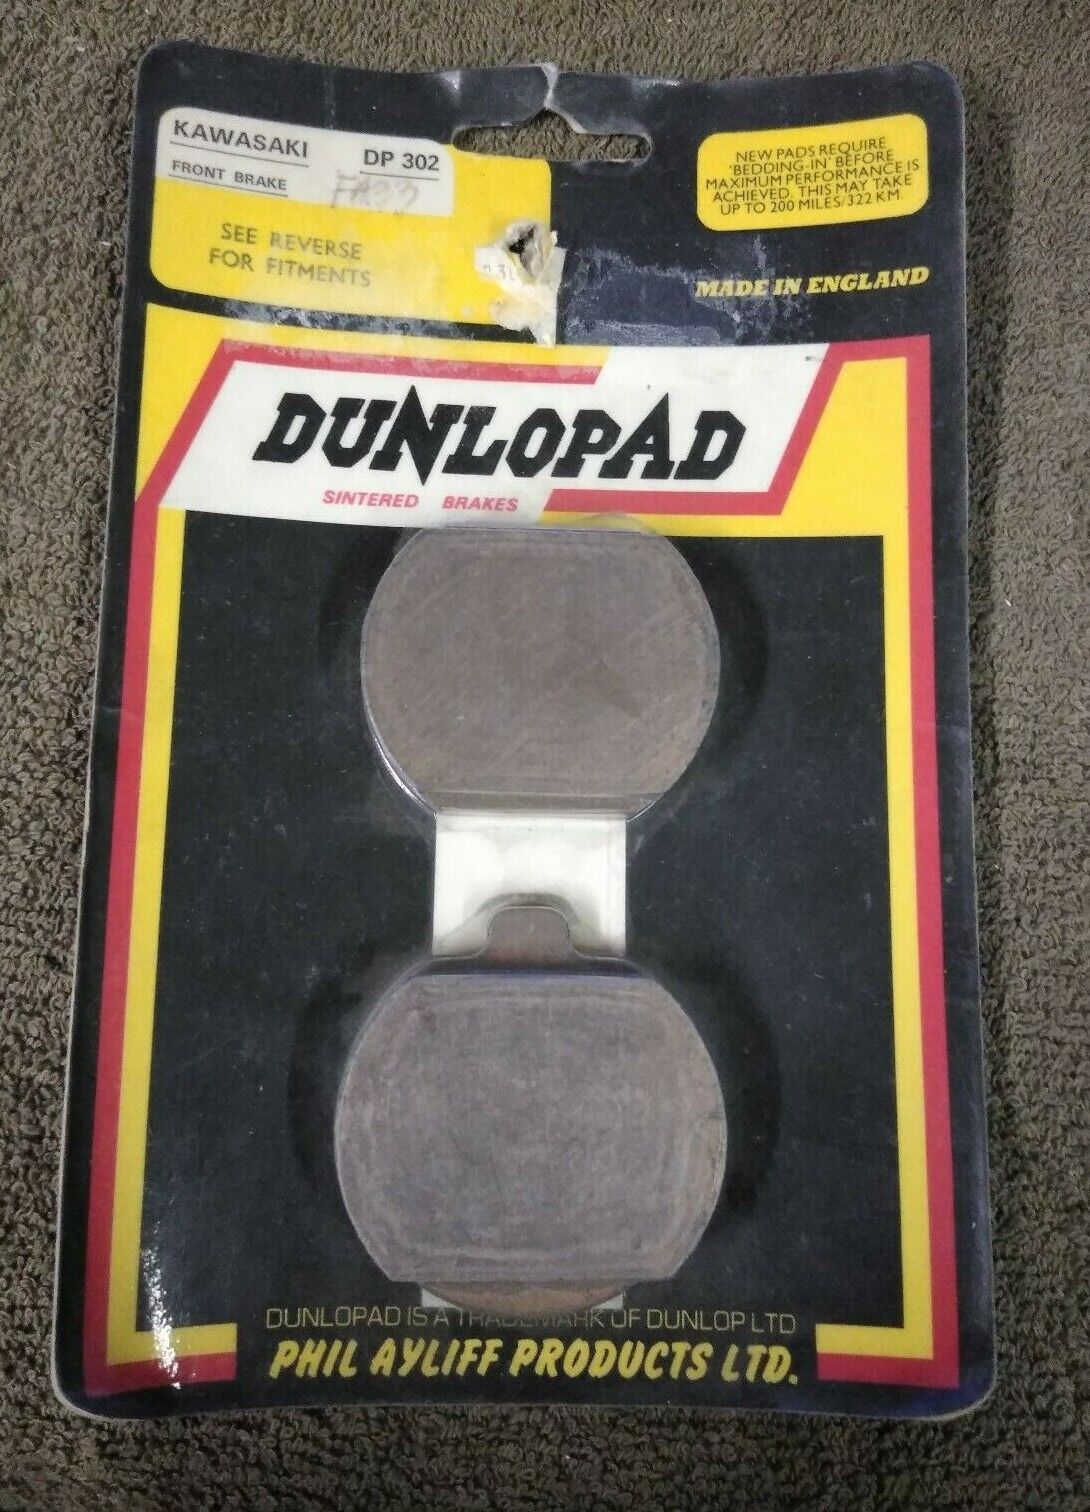 KAWASAKI
DP 302
FRONT BRAKE
FA33
SEE REVERSE
FOR FITMENTS
NEW PADS REQUIRE
'BEDDING-IN' BEFORE
MAXIMUM PERFORMANCE IS
ACHIEVED. THIS MAY TAKE
UP TO 200 MILES/322 KM.
MADE IN ENGLAND
DUNLOPAD
SINTERED BRAKES
DUNLOPAD IS A TRADEMARK OF DUNLOP LTD
PHIL AYLIFF PRODUCTS LTD.